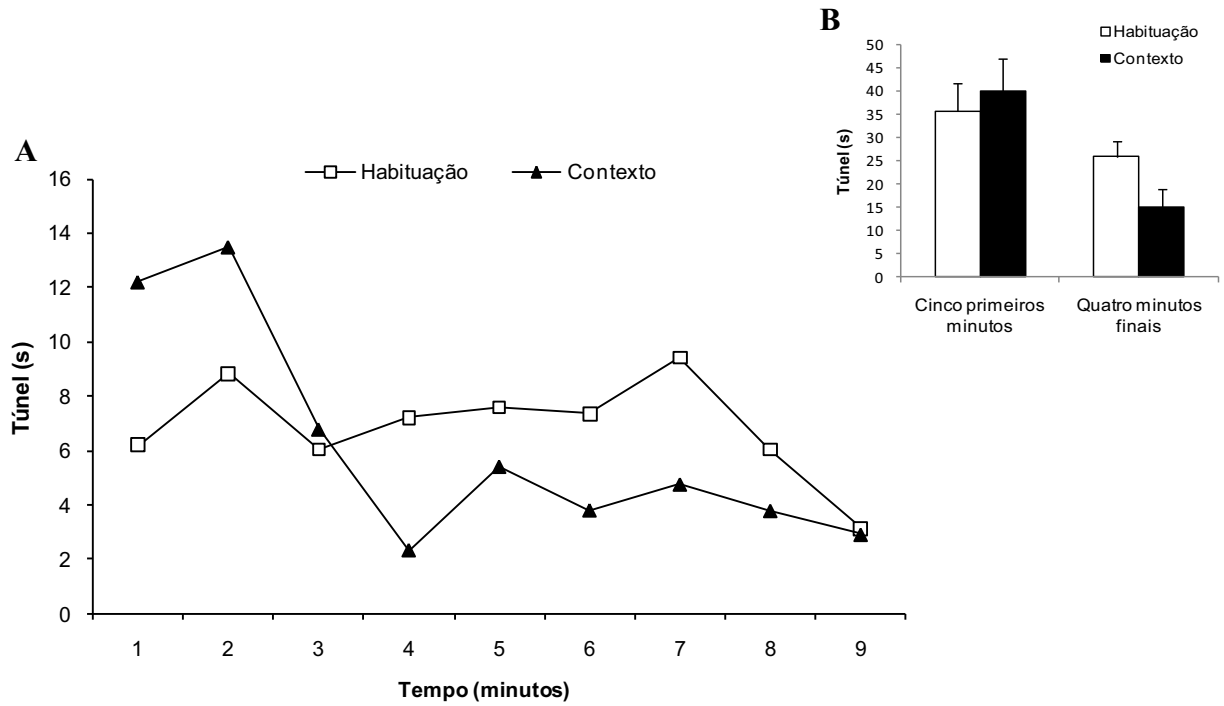 B
Habituação
Contexto
50
45
40
35
30
25
20
15
10
5
0
Túnel (s)
Cinco primeiros
minutos
Quatro minutos
finais
A
Habituação
Contexto
16
14
12
10
8
6
4
2
0
Túnel (s)
1 2 3 4 5 6 7 8 9
Tempo (minutos)